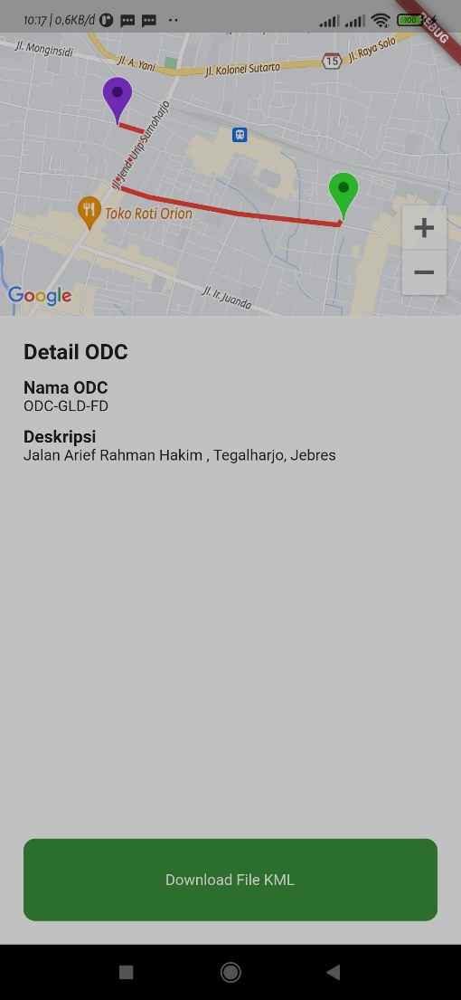 10:17 | 0,6KB/d
100
DEBUG
Jl. Monginsidi
Jl. A. Yani
Jl. Kolonel Sutarto
15
Jl. Raya Solo
Jl. Jend. Urip Sumoharjo
Toko Roti Orion
Jl. Ir. Juanda
Google
+
−
Detail ODC
Nama ODC
ODC-GLD-FD
Deskripsi
Jalan Arief Rahman Hakim , Tegalharjo, Jebres
Download File KML